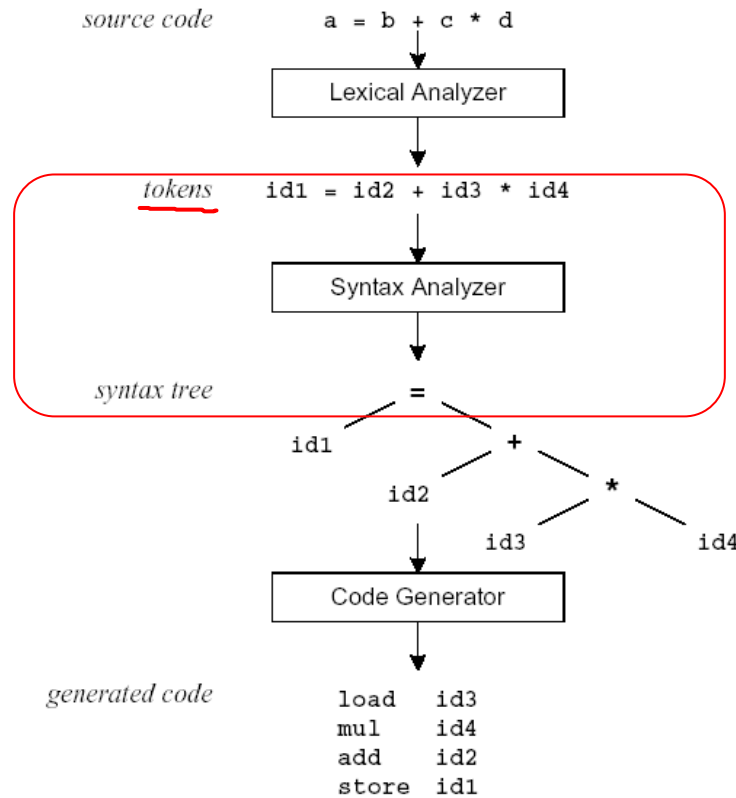 source code a = b + c * d
Lexical Analyzer
tokens id1 = id2 + id3 * id4
Syntax Analyzer
syntax tree =
id1 +
id2 *
id3 id4
Code Generator
generated code load id3
mul id4
add id2
store id1